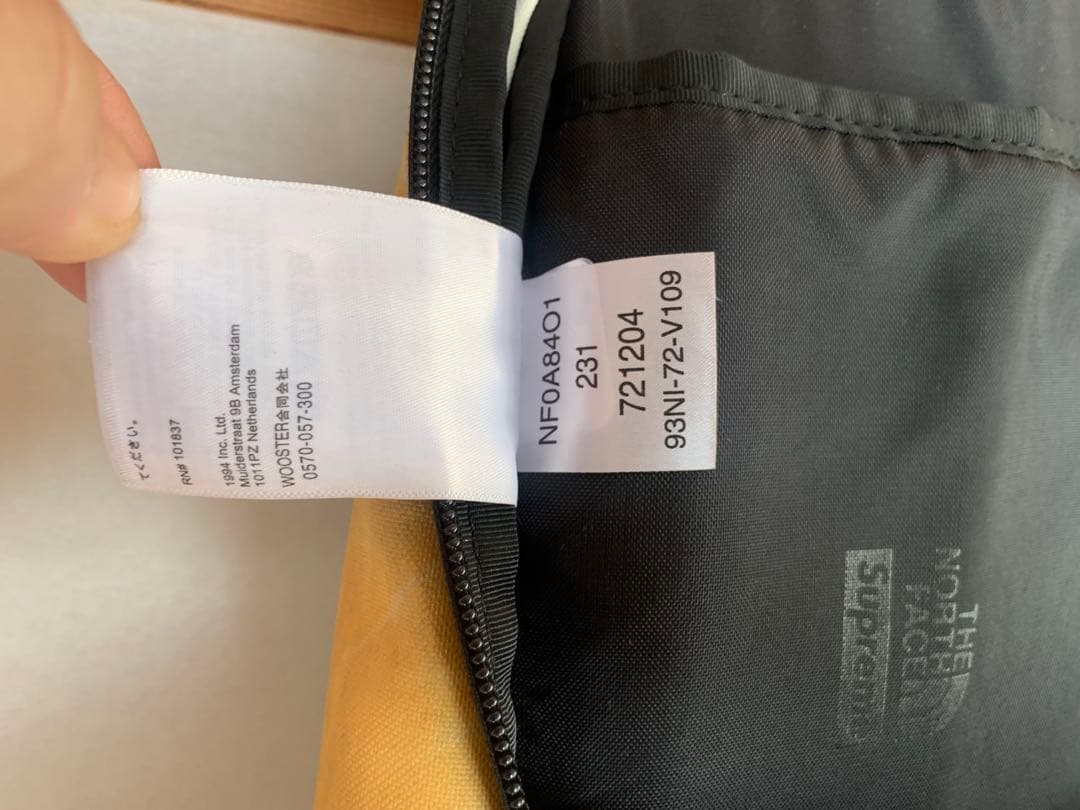 てください。
RN# 101837
1994 Inc. Ltd.
Muiderstraat 9B Amsterdam
1011PZ Netherlands
WOOSTER合同会社
0570-057-300
NF0A84O1
231
721204
93NI-72-V109
THE
NORTH
FACE
Supreme